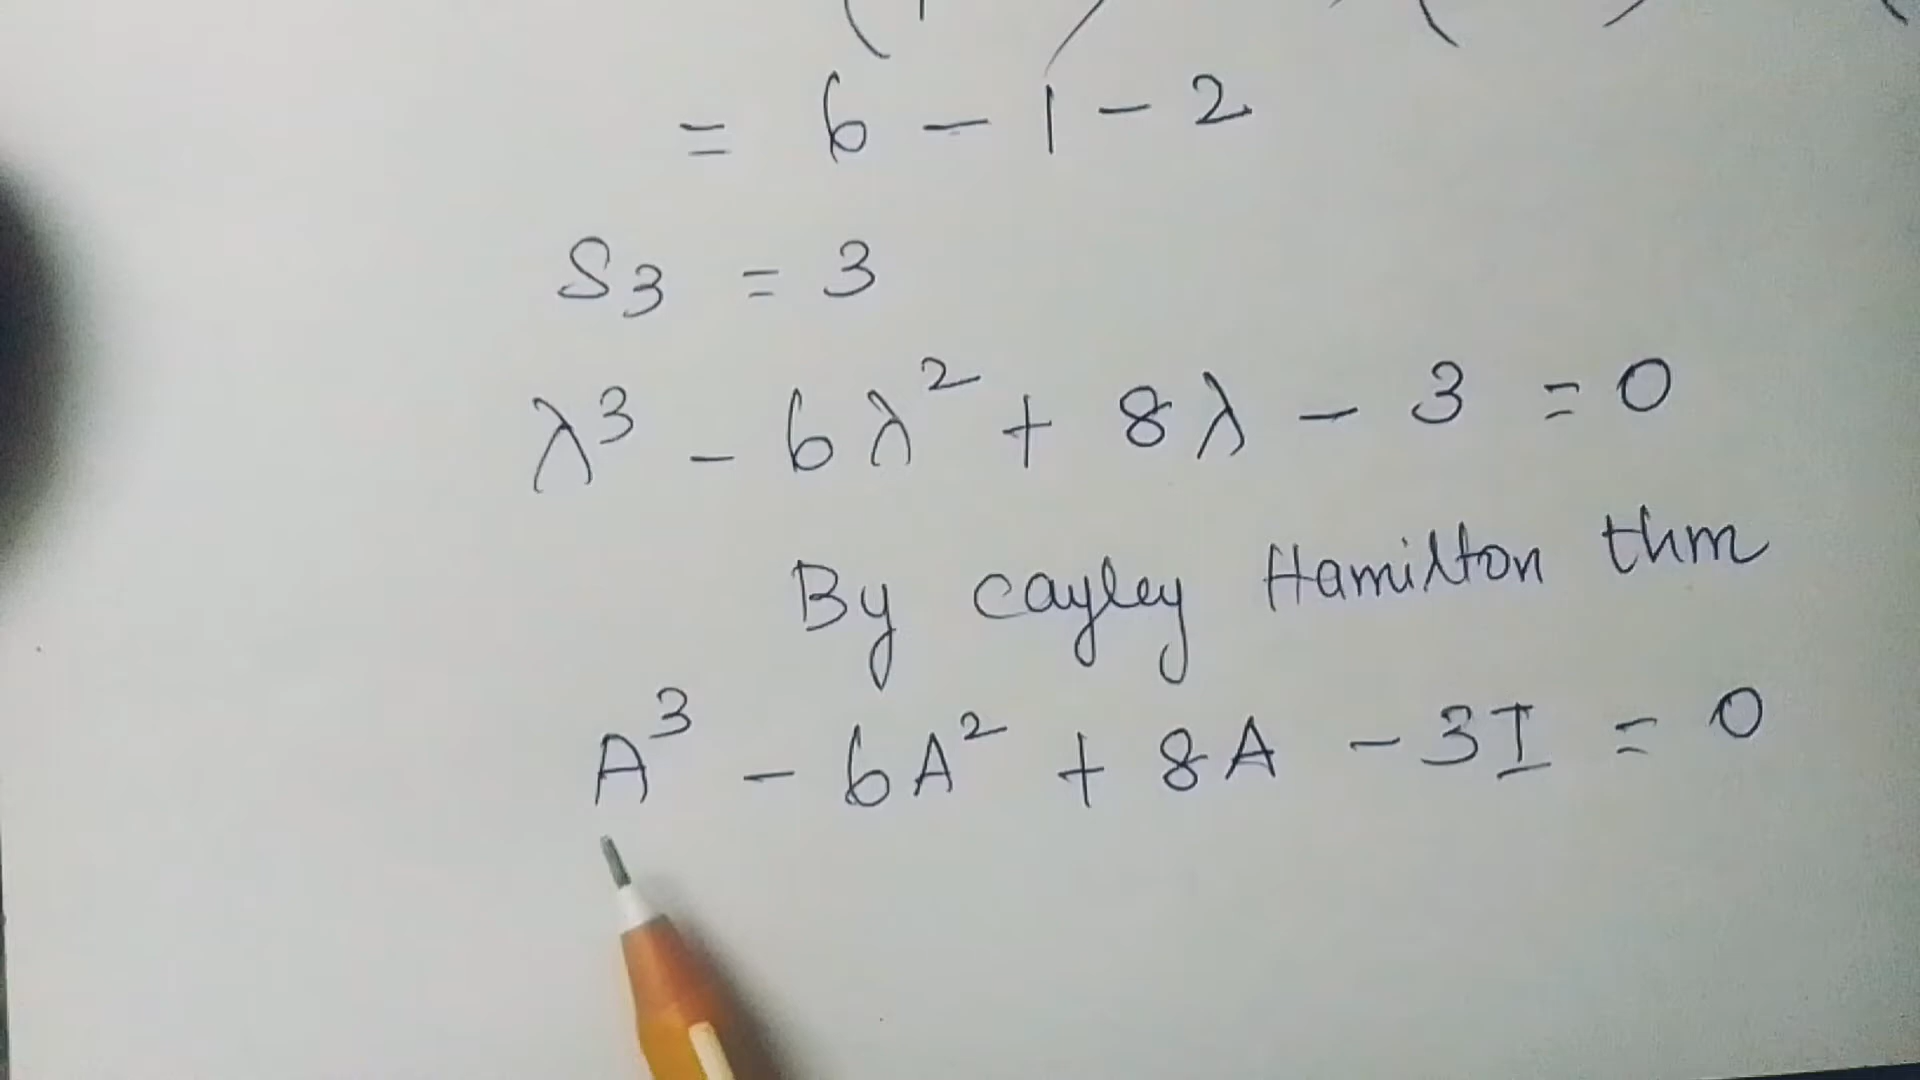 = 6 - 1 - 2
S3 = 3
λ³ - 6λ² + 8λ - 3 = 0
By cayley Hamilton thm
A³ - 6A² + 8A - 3I = 0